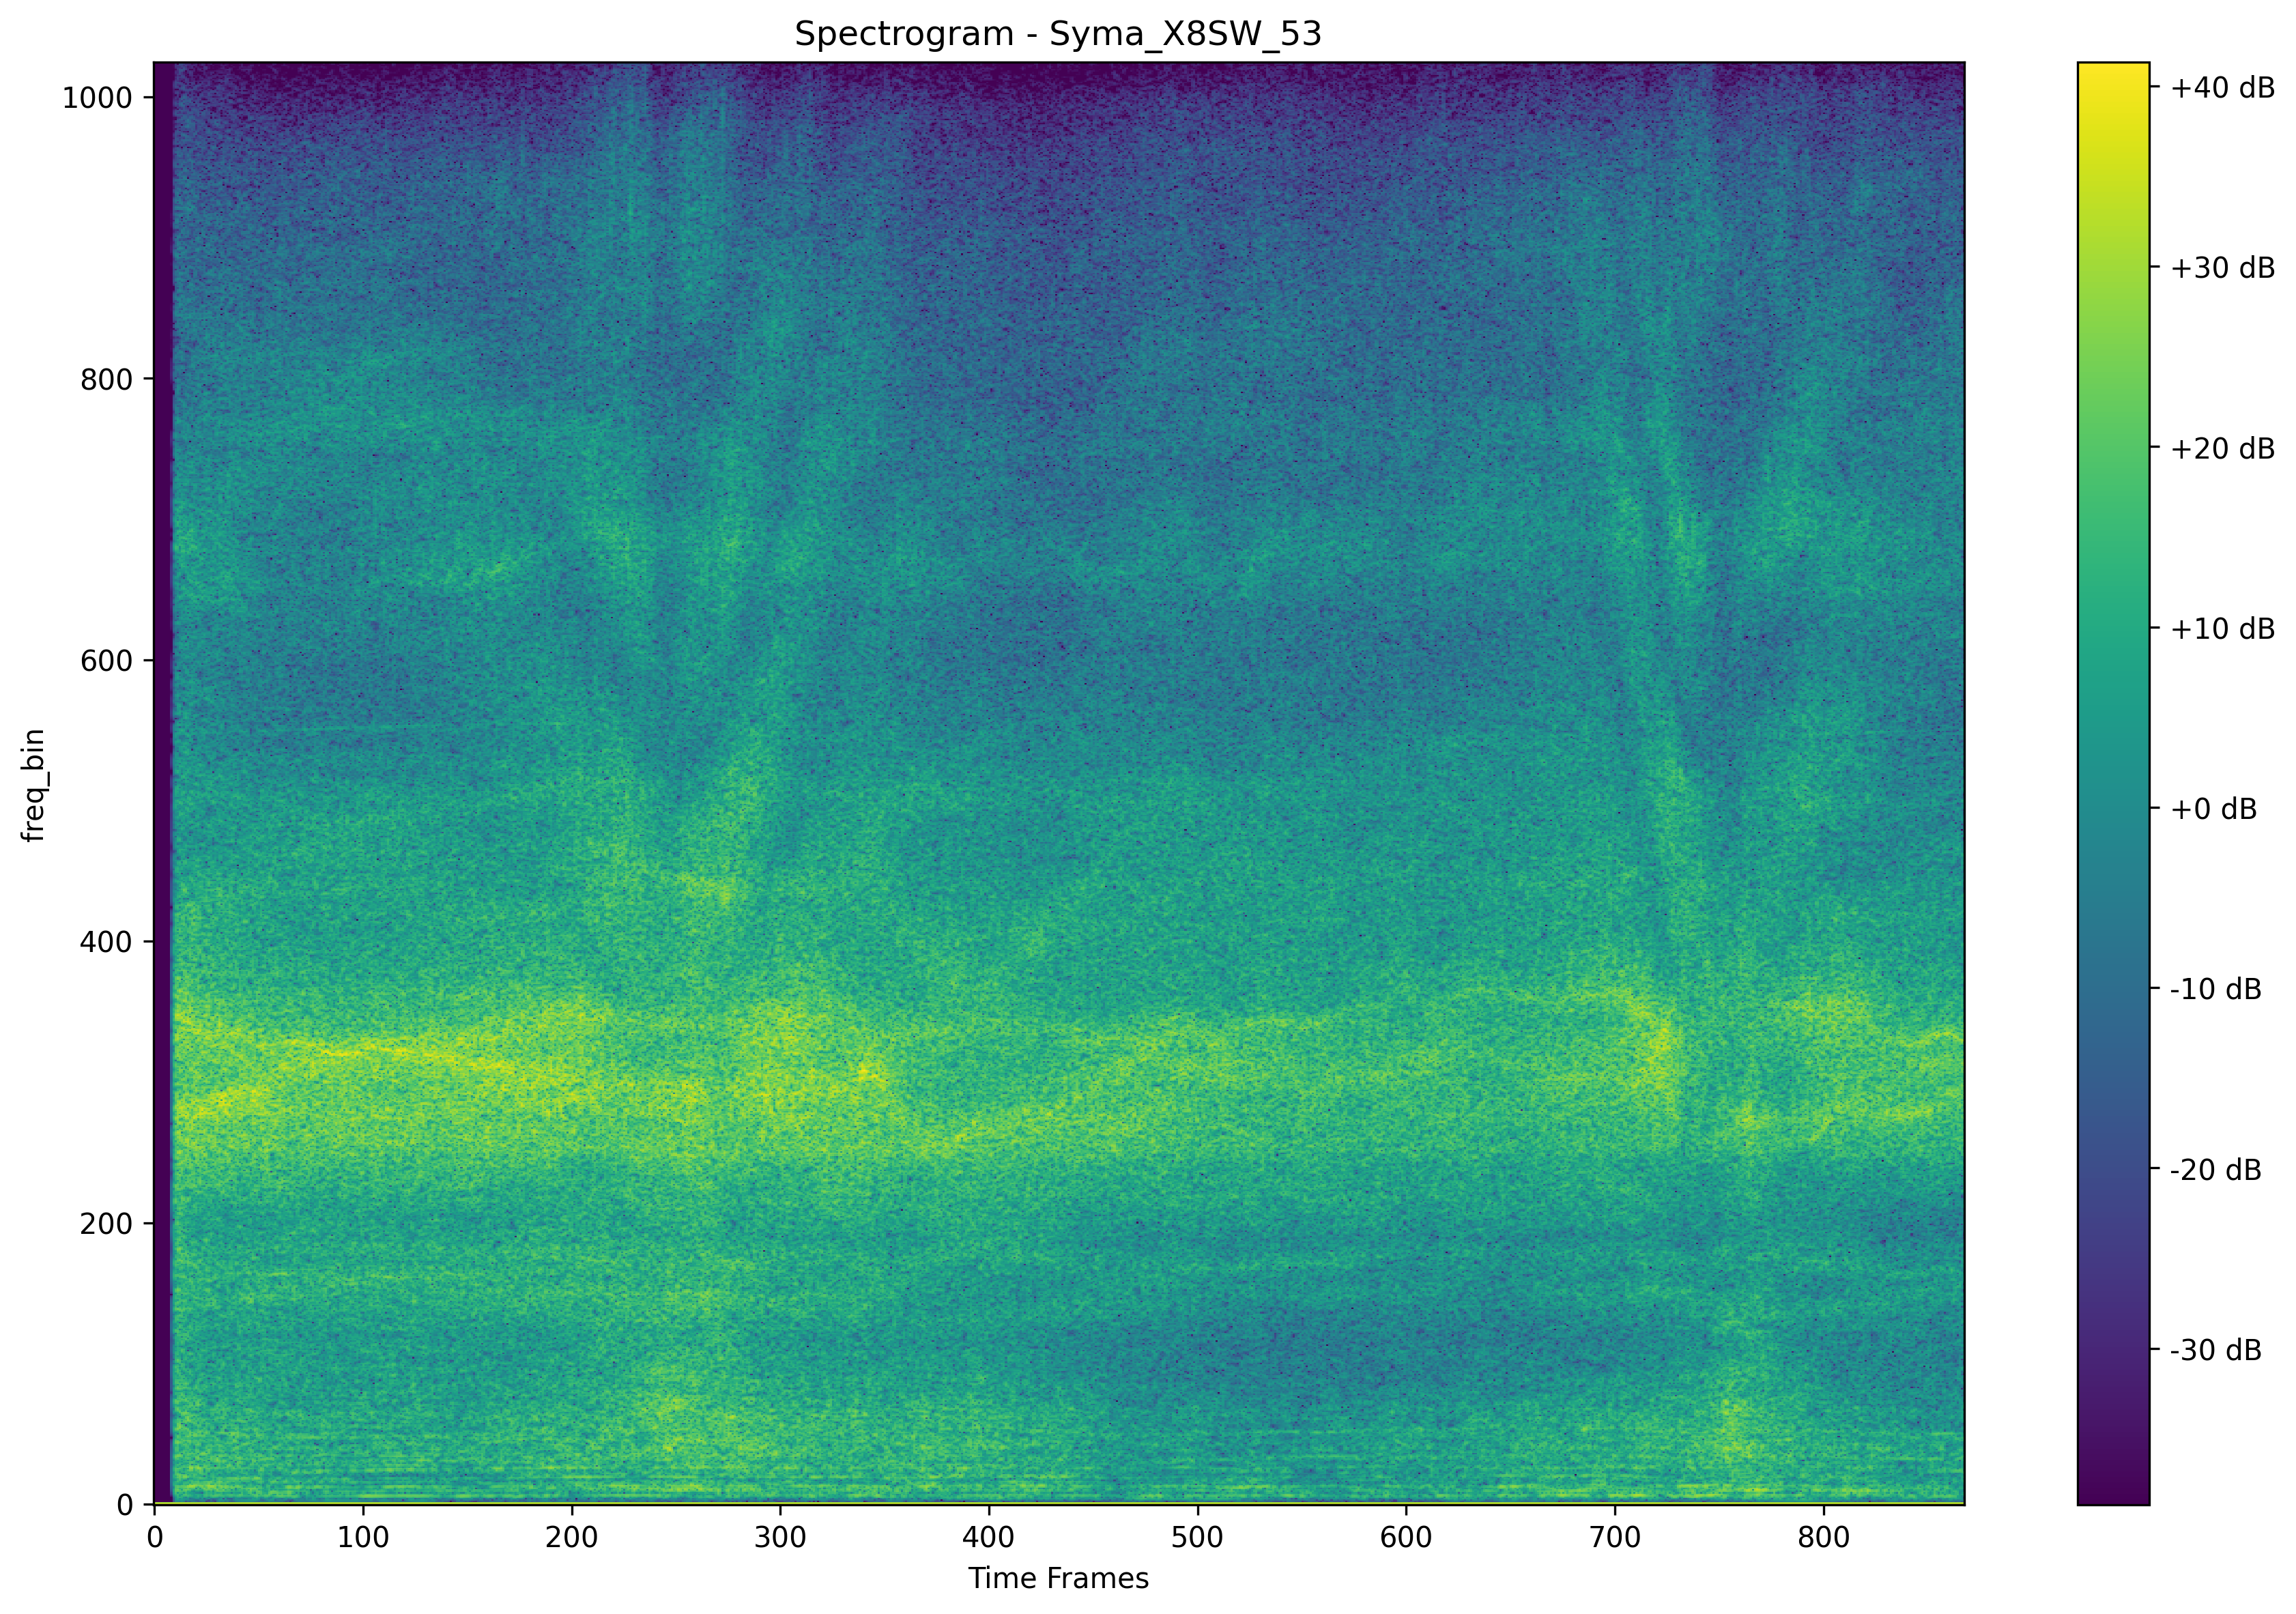 Spectrogram - Syma_X8SW_53
freq_bin
1000
800
600
400
200
0
0 100 200 300 400 500 600 700 800
Time Frames
+40 dB
+30 dB
+20 dB
+10 dB
+0 dB
-10 dB
-20 dB
-30 dB